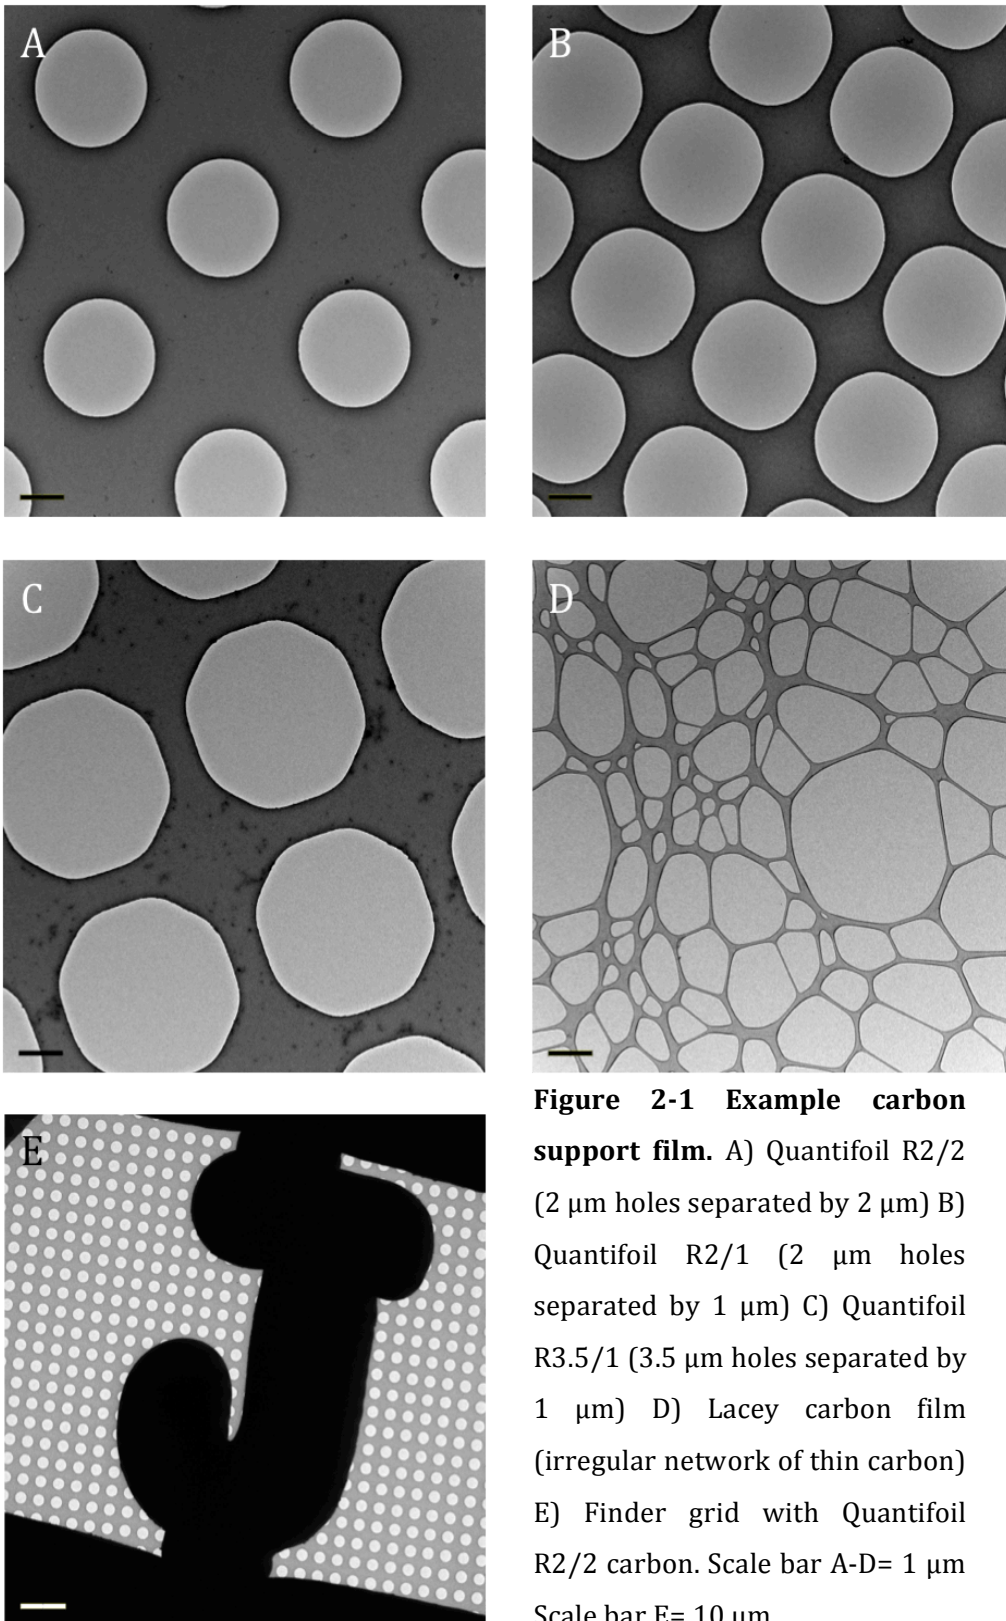 A
B
C
D
E
Figure 2-1 Example carbon
support film. A) Quantifoil R2/2
(2 µm holes separated by 2 µm) B)
Quantifoil R2/1 (2 µm holes
separated by 1 µm) C) Quantifoil
R3.5/1 (3.5 µm holes separated by
1 µm) D) Lacey carbon film
(irregular network of thin carbon)
E) Finder grid with Quantifoil
R2/2 carbon. Scale bar A-D= 1 µm
Scale bar E= 10 µm
J